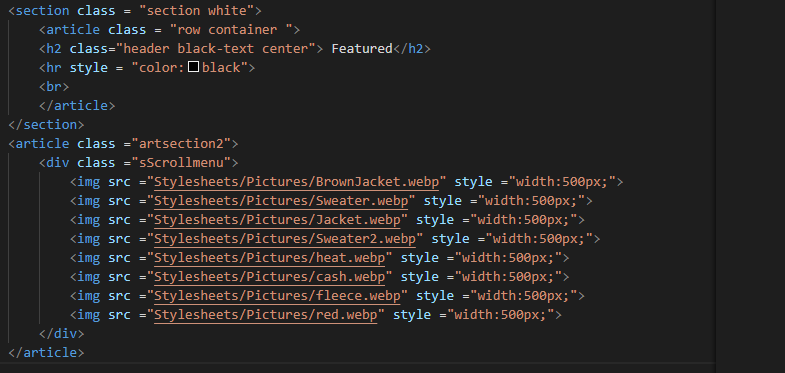 <section class = "section white">
<article class = "row container ">
<h2 class="header black-text center"> Featured</h2>
<hr style = "color:black">
<br>
</article>
</section>
<article class ="artsection2">
<div class ="sScrollmenu">
<img src ="Stylesheets/Pictures/BrownJacket.webp" style ="width:500px;">
<img src ="Stylesheets/Pictures/Sweater.webp" style ="width:500px;">
<img src ="Stylesheets/Pictures/Jacket.webp" style ="width:500px;">
<img src ="Stylesheets/Pictures/Sweater2.webp" style ="width:500px;">
<img src ="Stylesheets/Pictures/heat.webp" style ="width:500px;">
<img src ="Stylesheets/Pictures/cash.webp" style ="width:500px;">
<img src ="Stylesheets/Pictures/fleece.webp" style ="width:500px;">
<img src ="Stylesheets/Pictures/red.webp" style ="width:500px;">
</div>
</article>